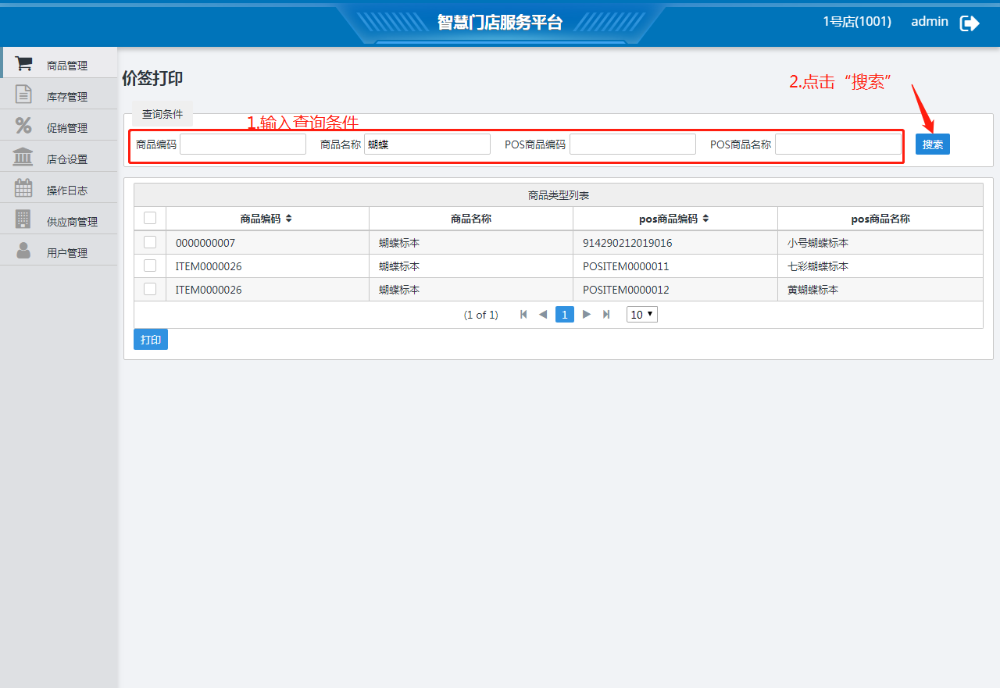 智慧门店服务平台
1号店(1001) admin
商品管理
库存管理
促销管理
店仓设置
操作日志
供应商管理
用户管理
价签打印
2.点击“搜索”
查询条件
1.输入查询条件
商品编码 商品名称 蝴蝶 POS商品编码 POS商品名称 搜索
商品类型列表
商品编码 商品名称 pos商品编码 pos商品名称
0000000007 蝴蝶标本 914290212019016 小号蝴蝶标本
ITEM0000026 蝴蝶标本 POSITEM0000011 七彩蝴蝶标本
ITEM0000026 蝴蝶标本 POSITEM0000012 黄蝴蝶标本
(1 of 1) 1 10
打印